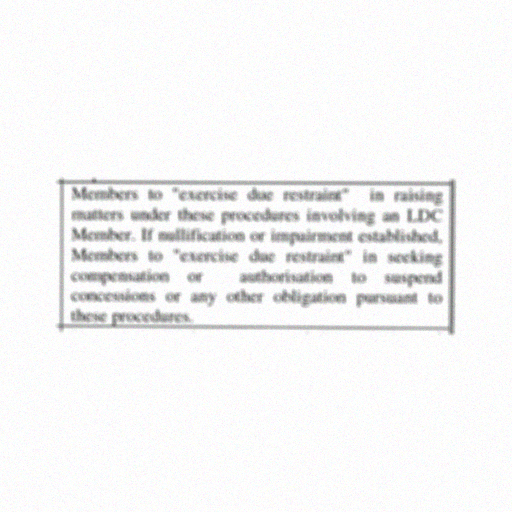 Members to "exercise due restraint" in raising
matters under these procedures involving an LDC
Member. If nullification or impairment established,
Members to "exercise due restraint" in seeking
compensation or authorisation to suspend
concessions or any other obligation pursuant to
these procedures.